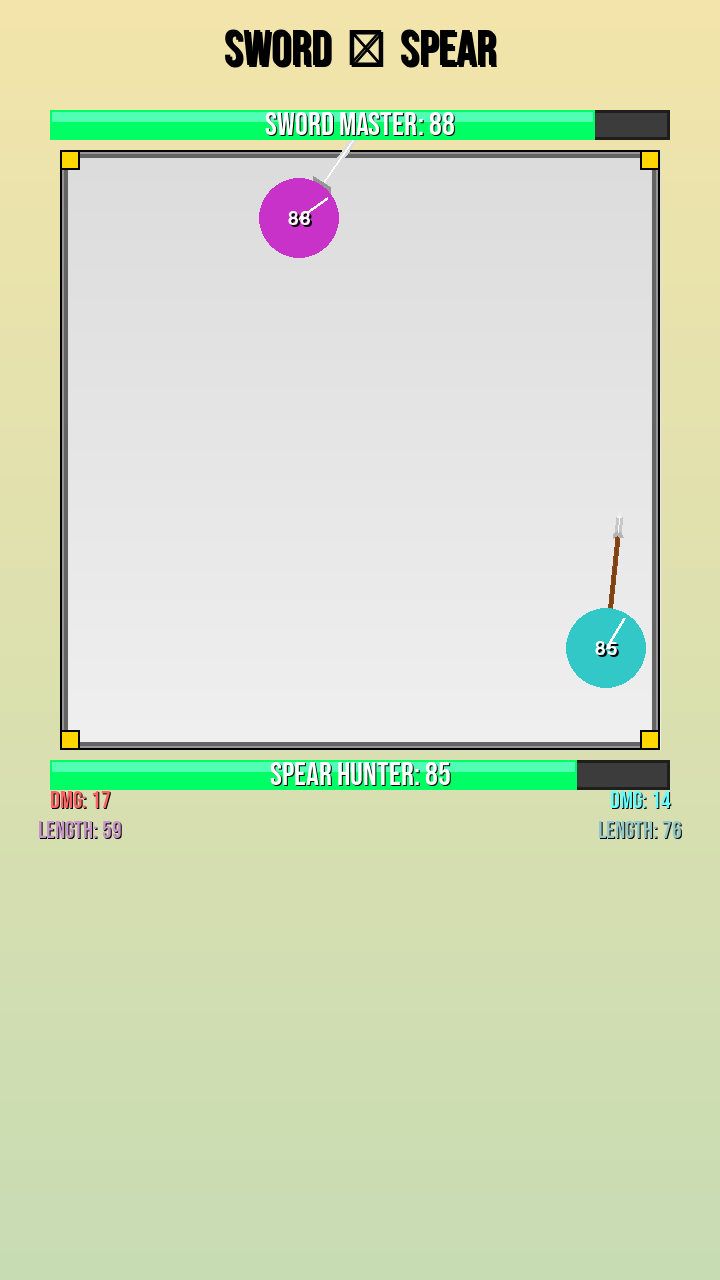 SWORD SPEAR
SWORD MASTER: 88
88
85
SPEAR HUNTER: 85
DMG: 17
DMG: 14
LENGTH: 59
LENGTH: 76